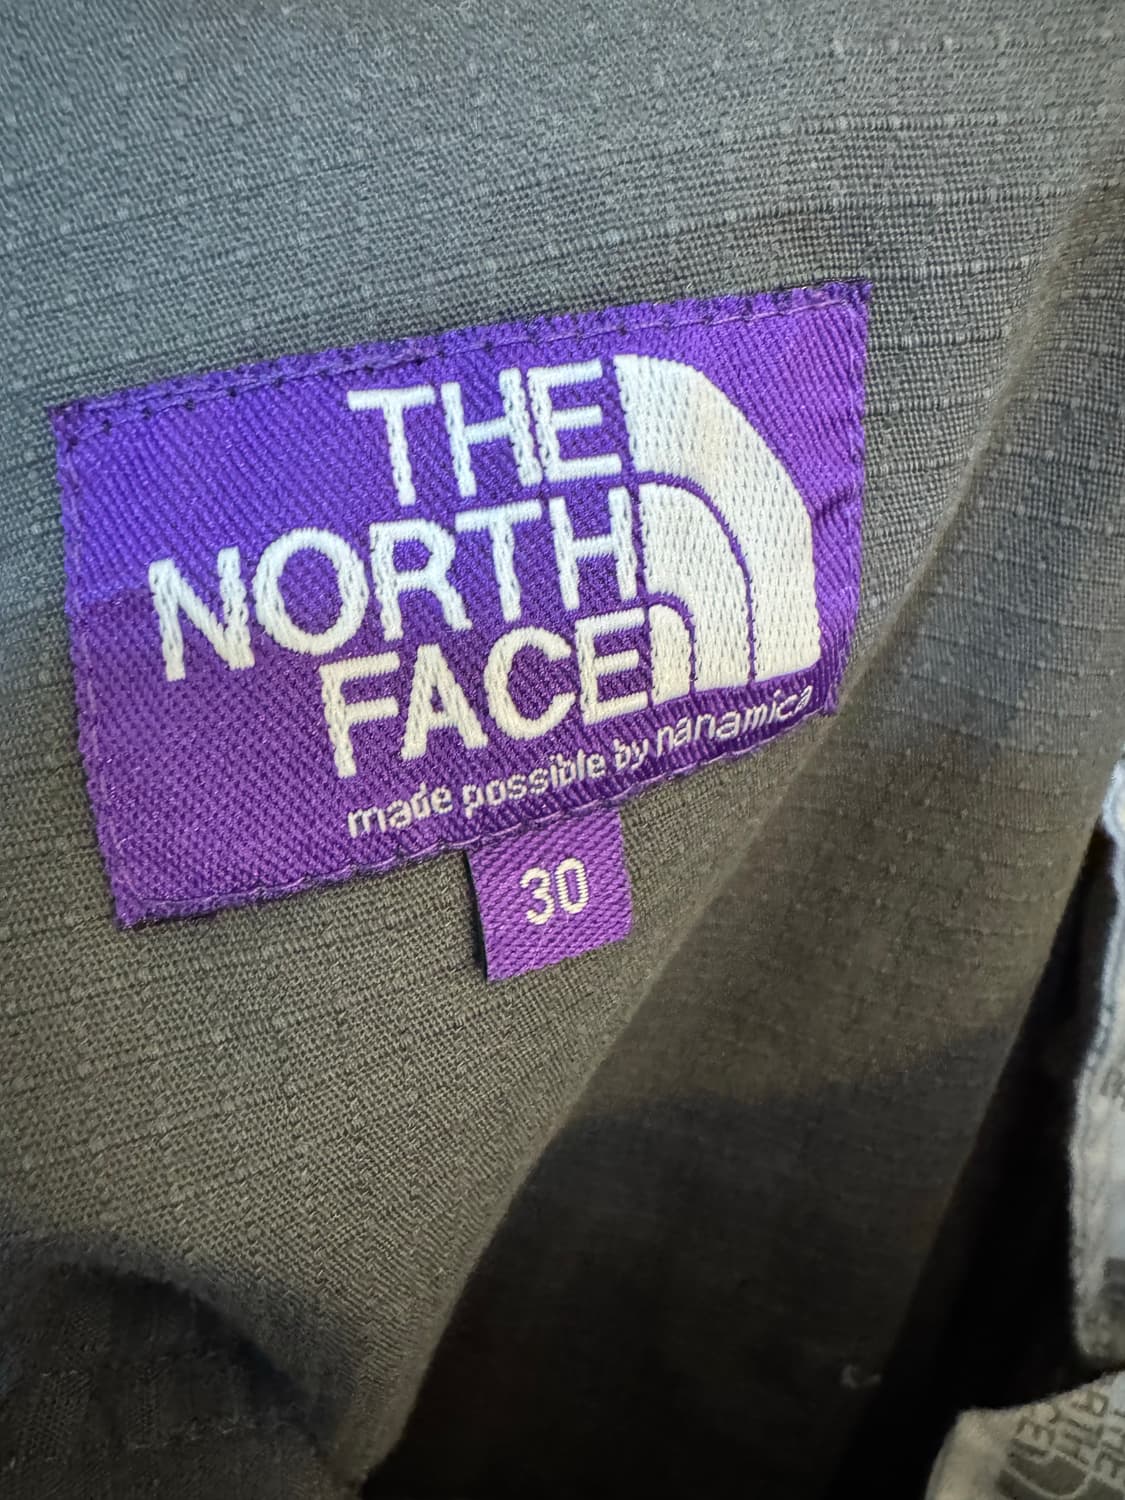 THE
NORTH
FACE
made possible by nanamica
30